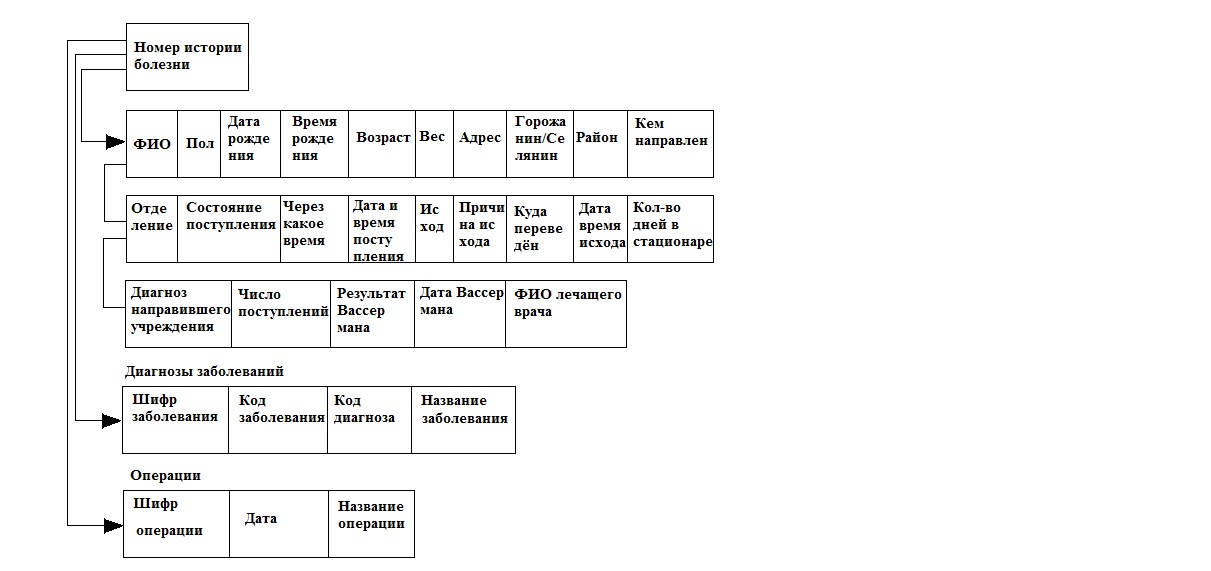 Номер истории
болезни
ФИО
Пол
Дата
рожде
ния
Время
рожде
ния
Возраст
Вес
Адрес
Горожа
нин/Се
лянин
Район
Кем
направлен
Отде
ление
Состояние
поступления
Через
какое
время
Дата и
время
посту
пления
Ис
ход
Причи
на ис
хода
Куда
переве
дён
Дата
время
исхода
Кол-во
дней в
стационаре
Диагноз
направившего
учреждения
Число
поступлений
Результат
Вассер
мана
Дата Вассер
мана
ФИО лечащего
врача
Диагнозы заболеваний
Шифр
заболевания
Код
заболевания
Код
диагноза
Название
заболевания
Операции
Шифр
операции
Дата
Название
операции